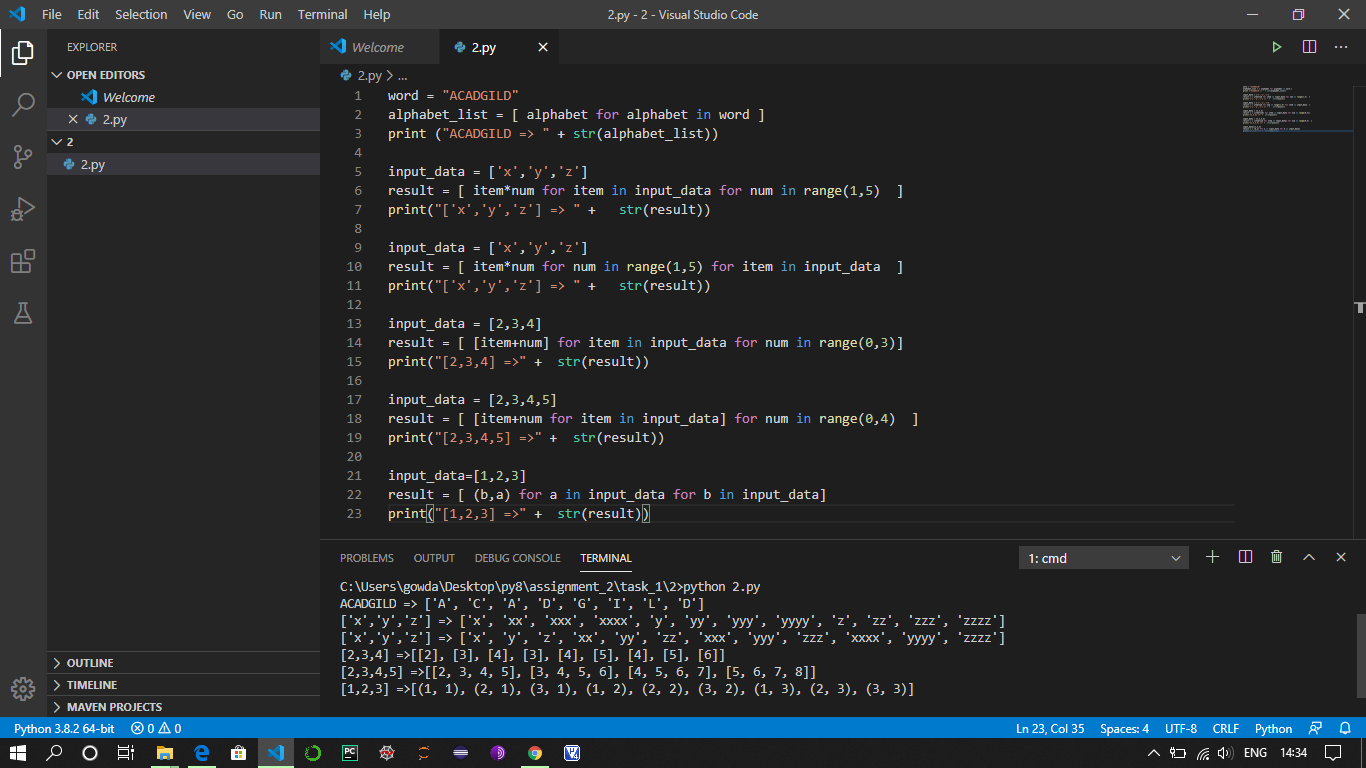 File Edit Selection View Go Run Terminal Help 2.py - 2 - Visual Studio Code
EXPLORER
OPEN EDITORS
Welcome
2.py
2
2.py
OUTLINE
TIMELINE
MAVEN PROJECTS
Welcome 2.py
2.py > ...
1 word = "ACADGILD"
2 alphabet_list = [ alphabet for alphabet in word ]
3 print ("ACADGILD => " + str(alphabet_list))
4
5 input_data = ['x','y','z']
6 result = [ item*num for item in input_data for num in range(1,5)  ]
7 print("['x','y','z'] => " +   str(result))
8
9 input_data = ['x','y','z']
10 result = [ item*num for num in range(1,5) for item in input_data  ]
11 print("['x','y','z'] => " +   str(result))
12
13 input_data = [2,3,4]
14 result = [ [item+num] for item in input_data for num in range(0,3)]
15 print("[2,3,4] =>" +  str(result))
16
17 input_data = [2,3,4,5]
18 result = [ [item+num for item in input_data] for num in range(0,4)  ]
19 print("[2,3,4,5] =>" +  str(result))
20
21 input_data=[1,2,3]
22 result = [ (b,a) for a in input_data for b in input_data]
23 print("[1,2,3] =>" +  str(result))
PROBLEMS OUTPUT DEBUG CONSOLE TERMINAL 1: cmd
C:\Users\gowda\Desktop\py8\assignment_2\task_1\2>python 2.py
ACADGILD => ['A', 'C', 'A', 'D', 'G', 'I', 'L', 'D']
['x','y','z'] => ['x', 'xx', 'xxx', 'xxxx', 'y', 'yy', 'yyy', 'yyyy', 'z', 'zz', 'zzz', 'zzzz']
['x','y','z'] => ['x', 'y', 'z', 'xx', 'yy', 'zz', 'xxx', 'yyy', 'zzz', 'xxxx', 'yyyy', 'zzzz']
[2,3,4] =>[[2], [3], [4], [3], [4], [5], [4], [5], [6]]
[2,3,4,5] =>[[2, 3, 4, 5], [3, 4, 5, 6], [4, 5, 6, 7], [5, 6, 7, 8]]
[1,2,3] =>[(1, 1), (2, 1), (3, 1), (1, 2), (2, 2), (3, 2), (1, 3), (2, 3), (3, 3)]
Python 3.8.2 64-bit 0 0 Ln 23, Col 35 Spaces: 4 UTF-8 CRLF Python
PC ENG 14:34